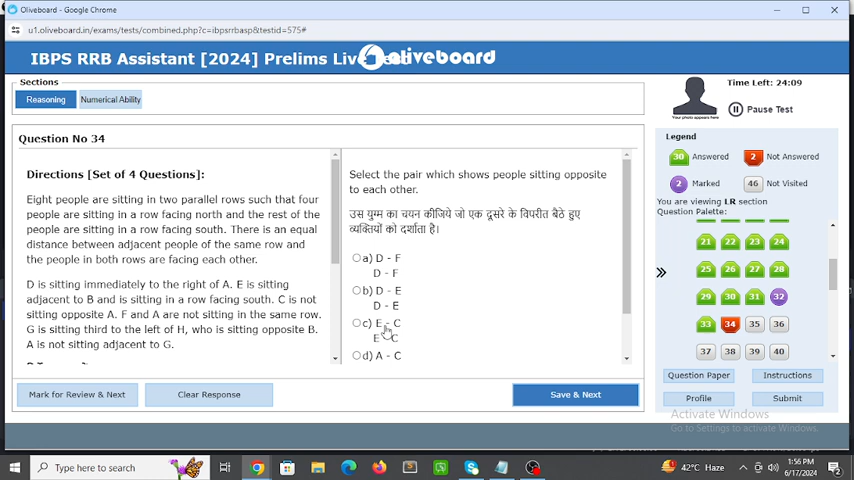 Oliveboard - Google Chrome
u1.oliveboard.in/exams/tests/combined.php?c=ibpsrrbasp&testid=575#
IBPS RRB Assistant [2024] Prelims Live
oliveboard
Sections
Reasoning
Numerical Ability
Time Left: 24:09
Pause Test
Your photo appears here
Question No 34
Legend
30 Answered
2 Not Answered
2 Marked
46 Not Visited
You are viewing LR section
Question Palette:
21 22 23 24
25 26 27 28
29 30 31 32
33 34 35 36
37 38 39 40
Directions [Set of 4 Questions]:
Eight people are sitting in two parallel rows such that four
people are sitting in a row facing north and the rest of the
people are sitting in a row facing south. There is an equal
distance between adjacent people of the same row and
the people in both rows are facing each other.
D is sitting immediately to the right of A. E is sitting
adjacent to B and is sitting in a row facing south. C is not
sitting opposite A. F and A are not sitting in the same row.
G is sitting third to the left of H, who is sitting opposite B.
A is not sitting adjacent to G.
Select the pair which shows people sitting opposite
to each other.
उस युग्म का चयन कीजिये जो एक दूसरे के विपरीत बैठे हुए
व्यक्तियों को दर्शाता है।
a) D - F
D - F
b) D - E
D - E
c) E - C
E - C
d) A - C
Mark for Review & Next
Clear Response
Save & Next
Question Paper
Instructions
Profile
Submit
Activate Windows
Go to Settings to activate Windows.
Type here to search
42°C Haze
1:56 PM
6/17/2024
2